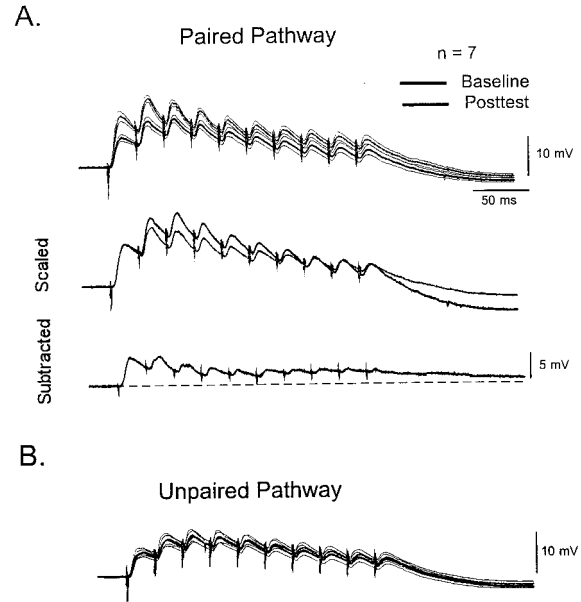 A.
Paired Pathway
n = 7
Baseline
Posttest
10 mV
50 ms
Scaled
Subtracted
5 mV
B.
Unpaired Pathway
10 mV